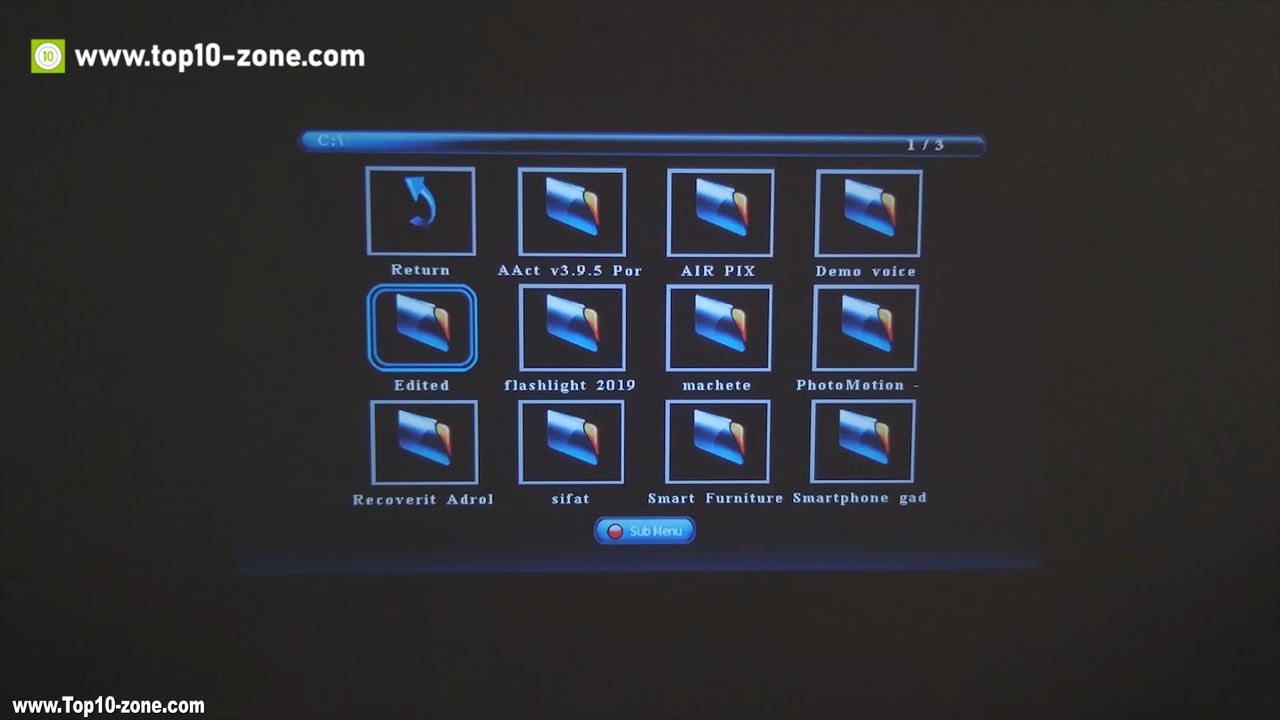 10 www.top10-zone.com
C:\ 1 / 3
Return AAct v3.9.5 Por AIR PIX Demo voice
Edited flashlight 2019 machete PhotoMotion -
Recoverit Adrol sifat Smart Furniture Smartphone gad
Sub Menu
www.Top10-zone.com